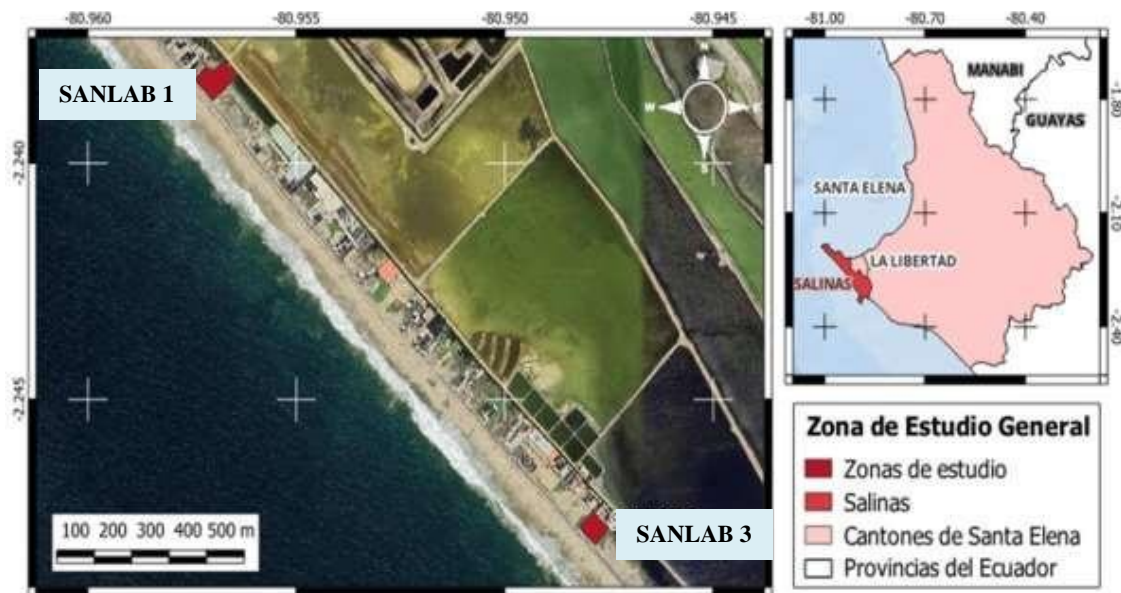 -80.960 -80.955 -80.950 -80.945
SANLAB 1
-2.240
-2.245
100 200 300 400 500 m
SANLAB 3
-81.00 -80.70 -80.40
MANABI
-1.80
GUAYAS
SANTA ELENA
-2.10
LA LIBERTAD
SALINAS
-2.40
Zona de Estudio General
Zonas de estudio
Salinas
Cantones de Santa Elena
Provincias del Ecuador